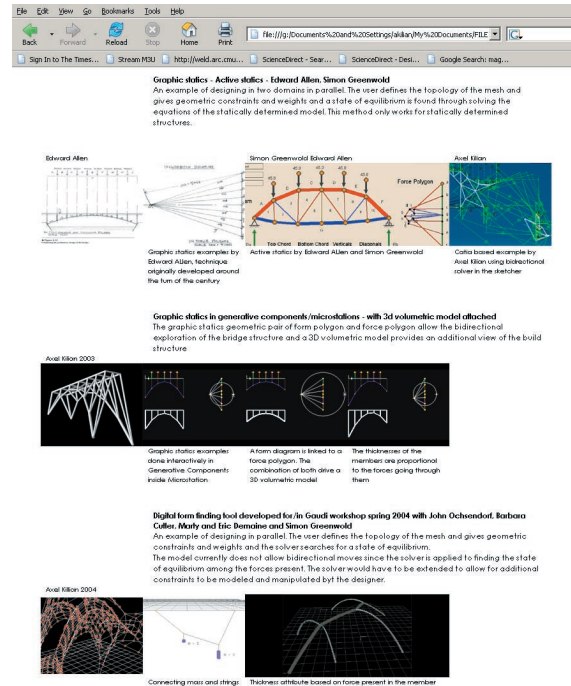 File Edit View Go Bookmarks Tools Help
Back Forward Reload Stop Home Print file:///g:/Documents%20and%20Settings/akilian/My%20Documents/FILE
Sign In to The Times... Stream M3U http://weld.arc.cmu... ScienceDirect - Sear... ScienceDirect - Desi... Google Search: mag...
Graphic statics - Active statics - Edward Allen, Simon Greenwold
An example of designing in two domains in parallel. The user defines the topology of the mesh and
gives geometric constraints and weights and a state of equilibrium is found through solving the
equations of the statically determined model. This method only works for statically determined
structures.
Edward Allen Simon Greenwold Edward Allen Axel Kilian
Force Polygon
Top Chord Bottom Chord Verticals Diagonals
Graphic statics examples by
Edward Allen, technique
originally developed around
the turn of the century
Active statics by Edward Allen and Simon Greenwold
Catia based example by
Axel Kilian using bidrectional
solver in the sketcher
Graphic statics in generative components/microstations - with 3d volumetric model attached
The graphic statics geometric pair of form polygon and force polygon allow the bidirectional
exploration of the bridge structure and a 3D volumetric model provides an additional view of the build
structure
Axel Kilian 2003
Graphic statics examples
done interactively in
Generative Components
inside Microstation
A form diagram is linked to a
force polygon. The
combination of both drive a
3D volumetric model
The thicknesses of the
members are proportional
to the forces going through
them
Digital form finding tool developed for/in Gaudi workshop spring 2004 with John Ochsendorf, Barbara
Cutler, Marty and Eric Demaine and Simon Greenwold
An example of designing in parallel. The user defines the topology of the mesh and gives geometric
constraints and weights and the solver searches for a state of equilibrium.
The model currently does not allow bidirectional moves since the solver is applied to finding the state
of equilibrium among the forces present. The solver would have to be extended to allow for additional
constraints to be modeled and manipulated byt the designer.
Axel Killian 2004
Connecting mass and strings Thickness attribute based on force present in the member